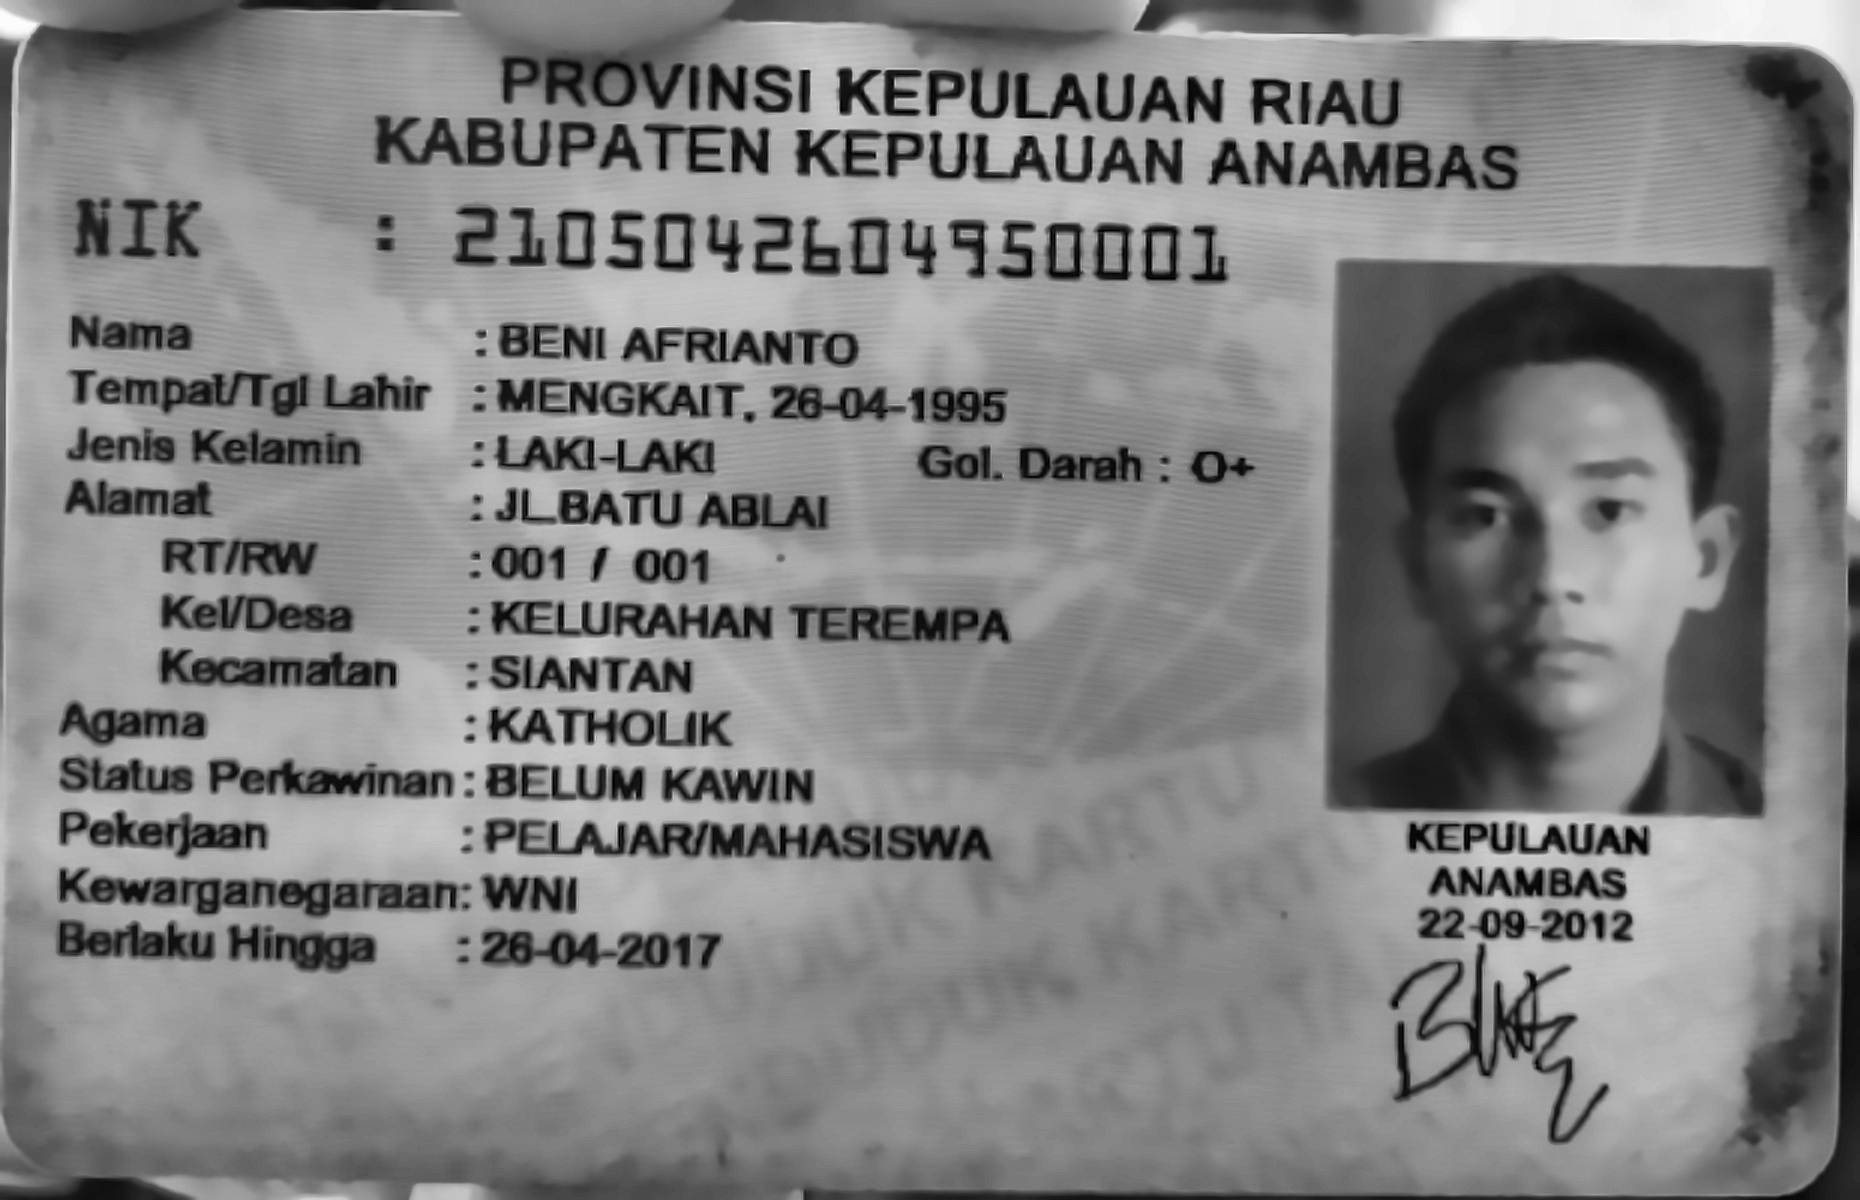 PROVINSI KEPULAUAN RIAU
KABUPATEN KEPULAUAN ANAMBAS
NIK : 2105042604950001
Nama : BENI AFRIANTO
Tempat/Tgl Lahir : MENGKAIT, 26-04-1995
Jenis Kelamin : LAKI-LAKI Gol. Darah : O+
Alamat : JL.BATU ABLAI
RT/RW : 001 / 001
Kel/Desa : KELURAHAN TEREMPA
Kecamatan : SIANTAN
Agama : KATHOLIK
Status Perkawinan : BELUM KAWIN
Pekerjaan : PELAJAR/MAHASISWA
Kewarganegaraan : WNI
Berlaku Hingga : 26-04-2017
KEPULAUAN
ANAMBAS
22-09-2012